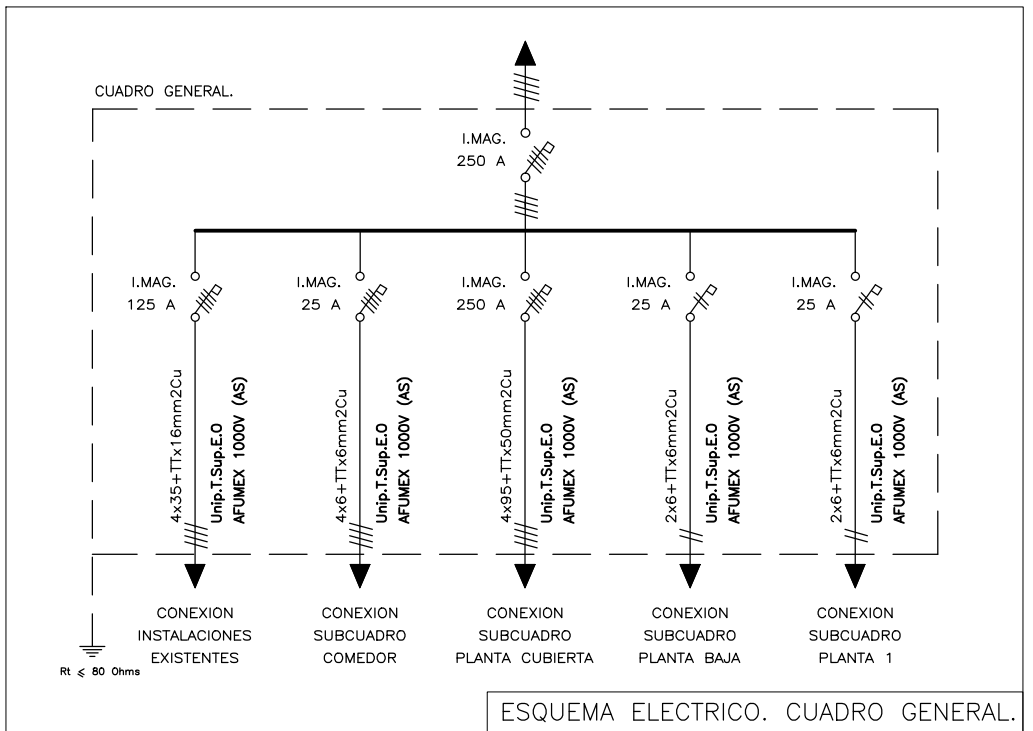 CUADRO GENERAL.
I.MAG.
250 A
I.MAG.
125 A
I.MAG.
25 A
I.MAG.
250 A
I.MAG.
25 A
I.MAG.
25 A
4x35+TTx16mm2Cu
Unip.T.Sup.E.O
AFUMEX 1000V (AS)
4x6+TTx6mm2Cu
Unip.T.Sup.E.O
AFUMEX 1000V (AS)
4x95+TTx50mm2Cu
Unip.T.Sup.E.O
AFUMEX 1000V (AS)
2x6+TTx6mm2Cu
Unip.T.Sup.E.O
AFUMEX 1000V (AS)
2x6+TTx6mm2Cu
Unip.T.Sup.E.O
AFUMEX 1000V (AS)
CONEXION
INSTALACIONES
EXISTENTES
CONEXION
SUBCUADRO
COMEDOR
CONEXION
SUBCUADRO
PLANTA CUBIERTA
CONEXION
SUBCUADRO
PLANTA BAJA
CONEXION
SUBCUADRO
PLANTA 1
Rt ⩽ 80 Ohms
ESQUEMA ELECTRICO. CUADRO GENERAL.